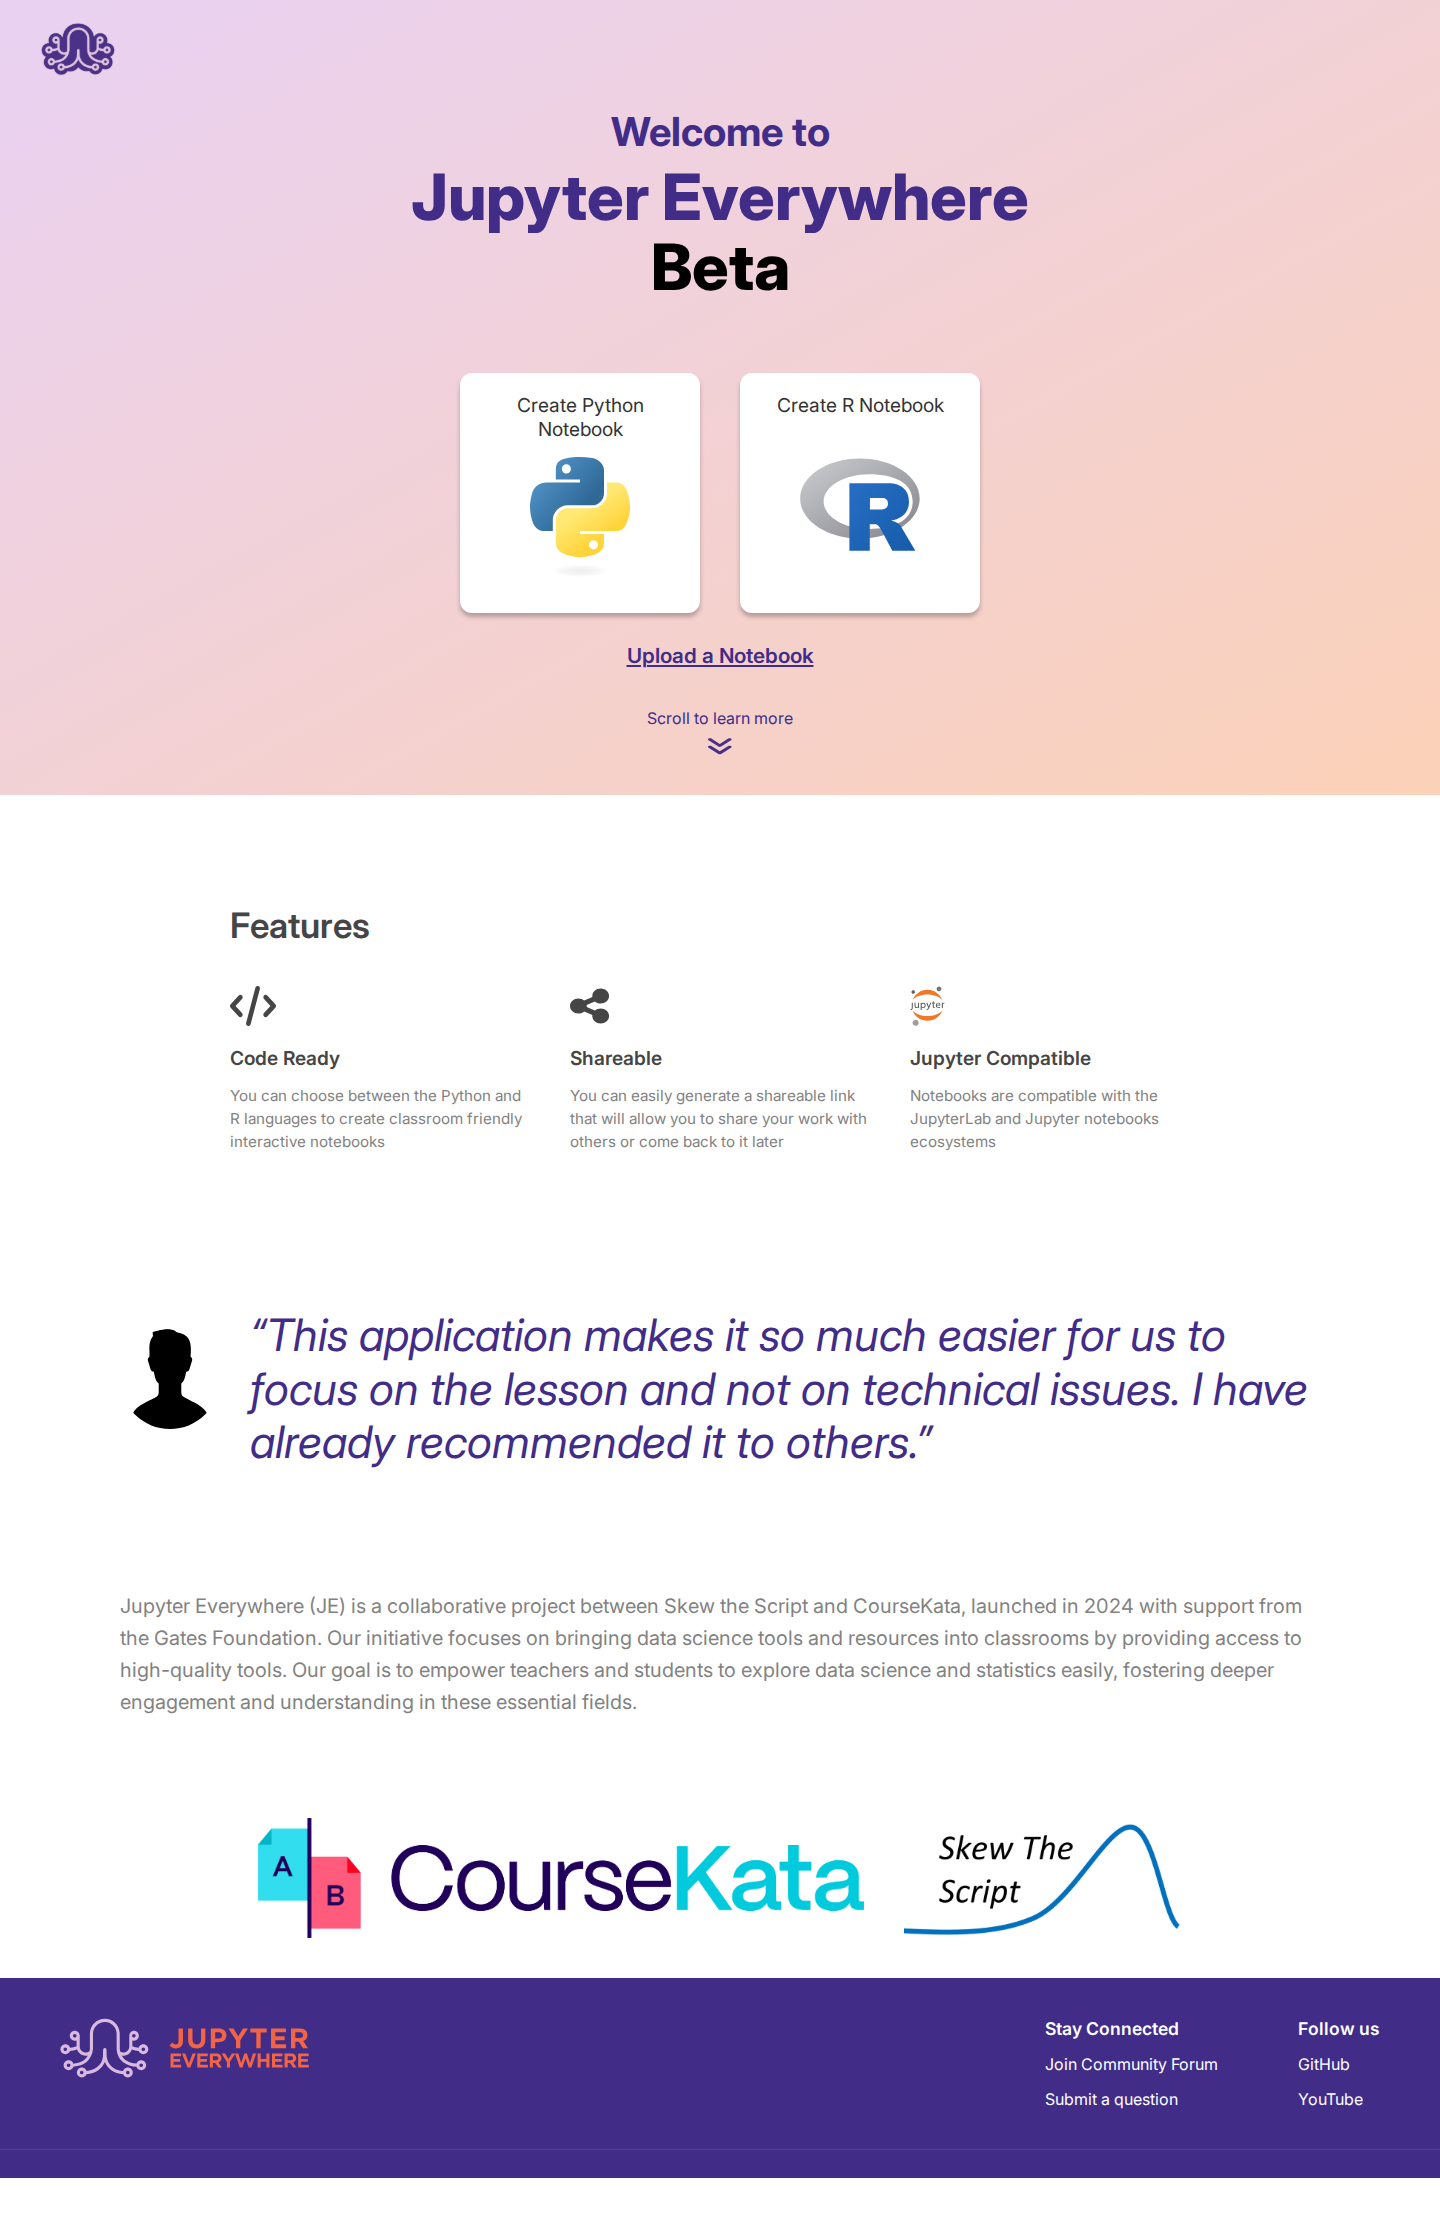 Welcome to
Jupyter Everywhere
Beta
Create Python
Notebook
Create R Notebook
R
Upload a Notebook
Scroll to learn more
Features
jupyter
Code Ready
Shareable
Jupyter Compatible
You can choose between the Python and
R languages to create classroom friendly
interactive notebooks
You can easily generate a shareable link
that will allow you to share your work with
others or come back to it later
Notebooks are compatible with the
JupyterLab and Jupyter notebooks
ecosystems
“This application makes it so much easier for us to
focus on the lesson and not on technical issues. I have
already recommended it to others.”
Jupyter Everywhere (JE) is a collaborative project between Skew the Script and CourseKata, launched in 2024 with support from
the Gates Foundation. Our initiative focuses on bringing data science tools and resources into classrooms by providing access to
high-quality tools. Our goal is to empower teachers and students to explore data science and statistics easily, fostering deeper
engagement and understanding in these essential fields.
A
B
CourseKata
Skew The
Script
JUPYTER
EVERYWHERE
Stay Connected
Join Community Forum
Submit a question
Follow us
GitHub
YouTube